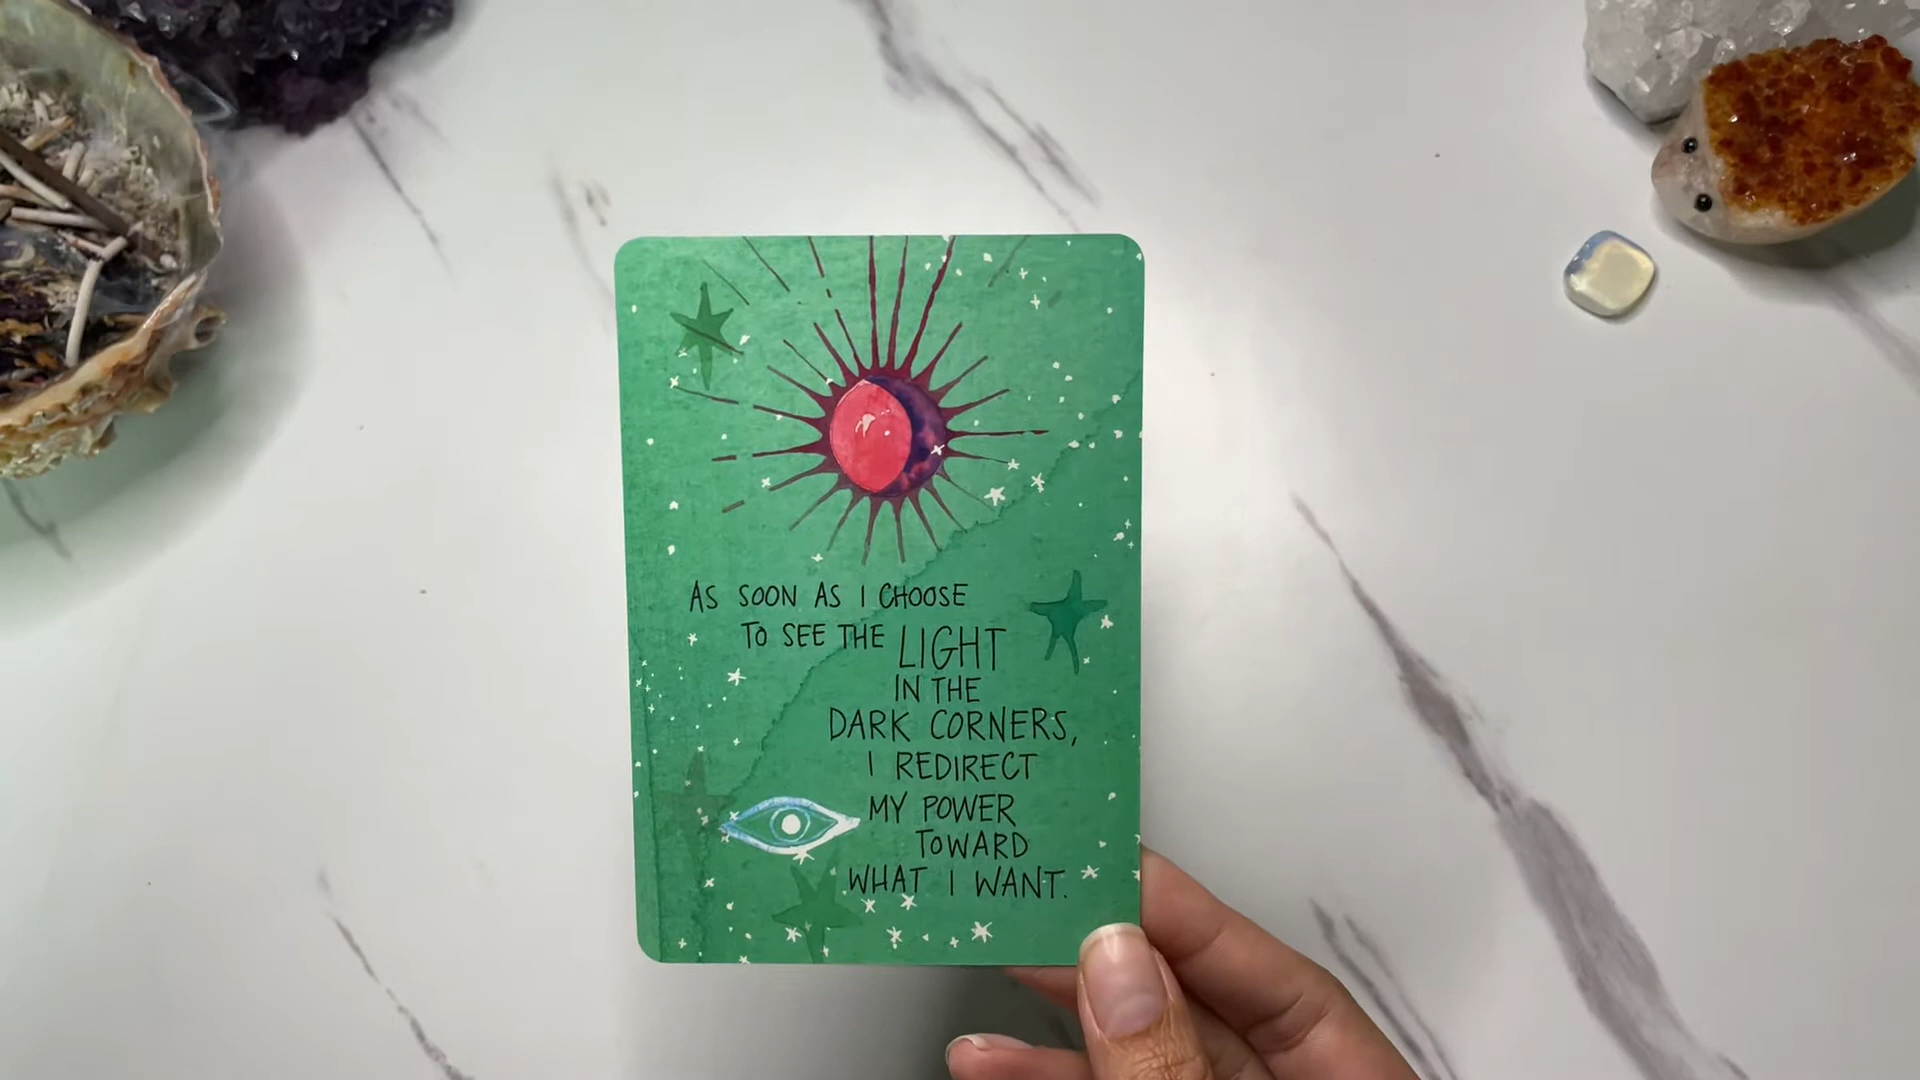 AS SOON AS I CHOOSE
TO SEE THE LIGHT
IN THE
DARK CORNERS,
I REDIRECT
MY POWER
TOWARD
WHAT I WANT.